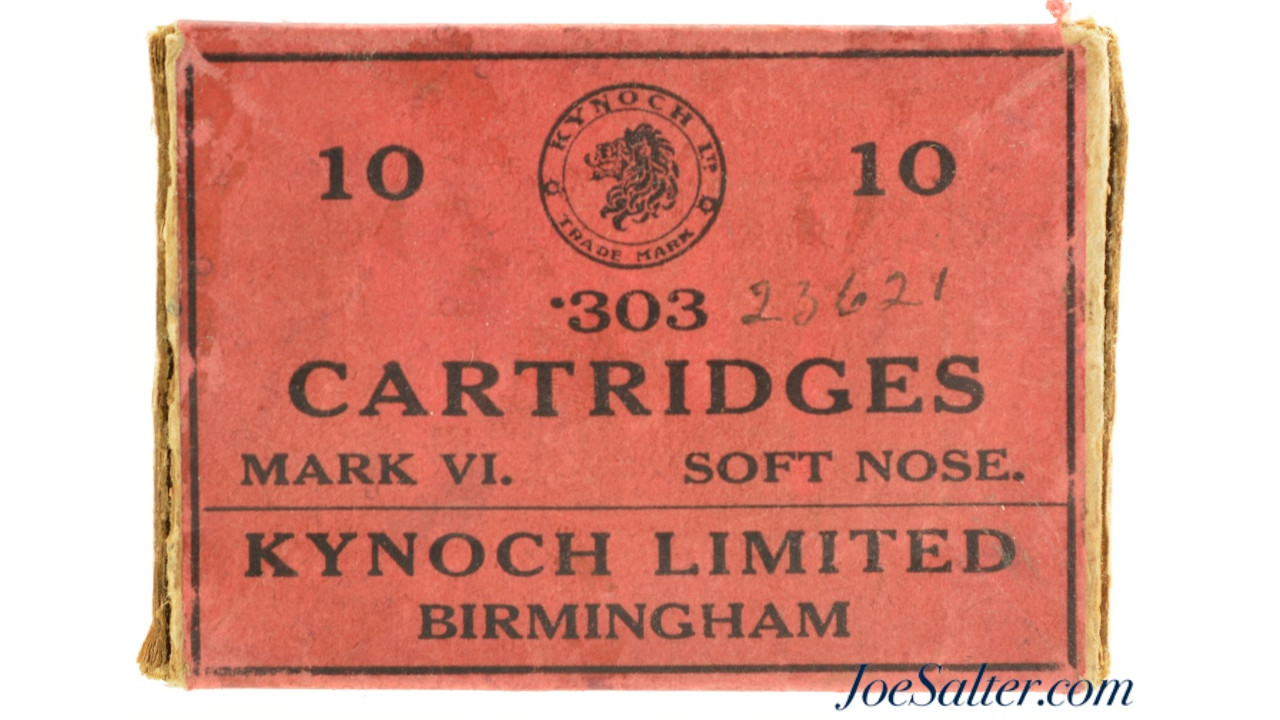 KYNOCH LTD
10 10
TRADE MARK
·303 23621
CARTRIDGES
MARK VI. SOFT NOSE.
KYNOCH LIMITED
BIRMINGHAM
JoeSalter.com